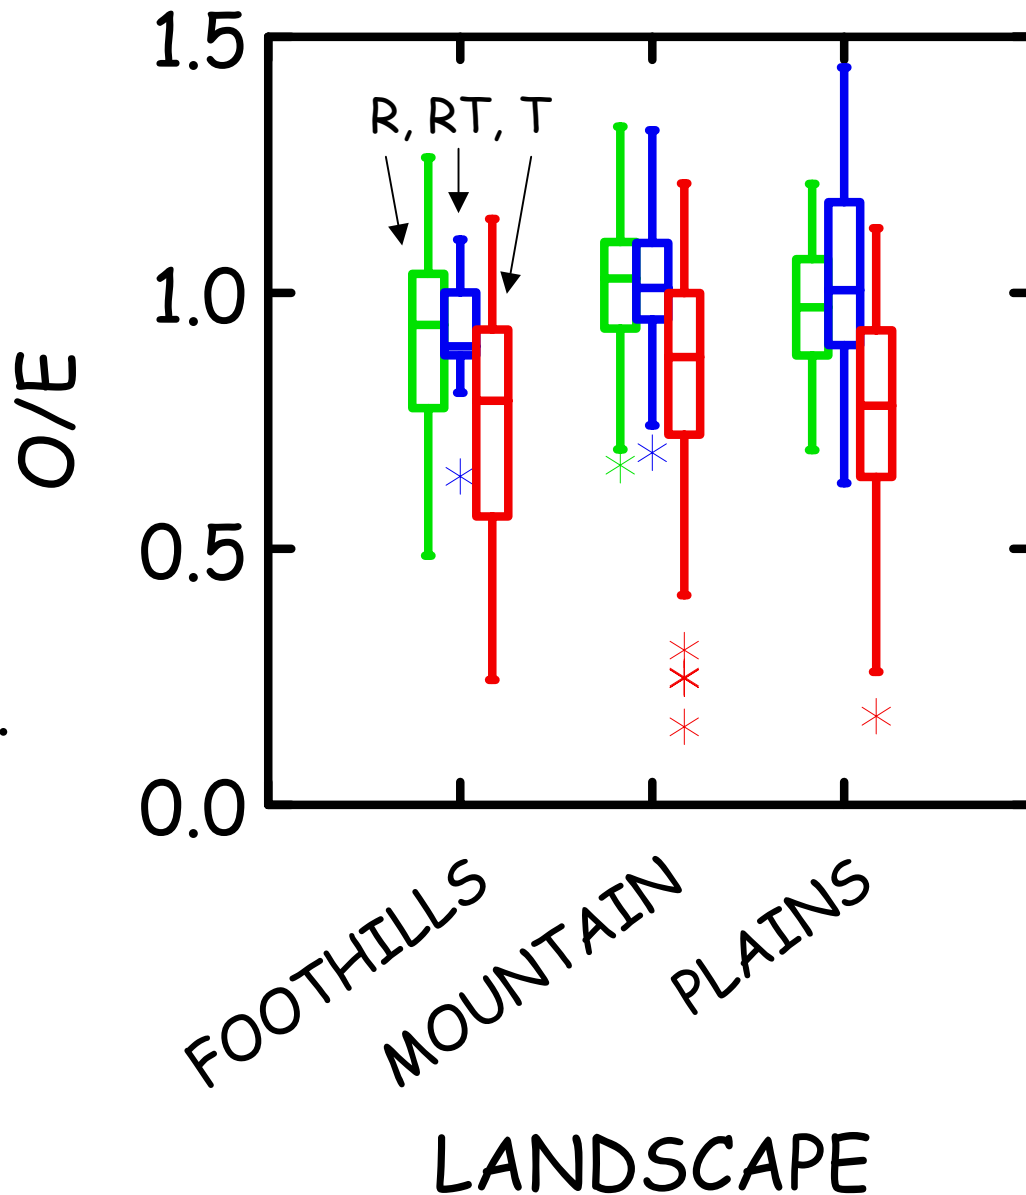 1.5
R, RT, T
1.0
O/E
0.5
0.0
FOOTHILLS
MOUNTAIN
PLAINS
LANDSCAPE